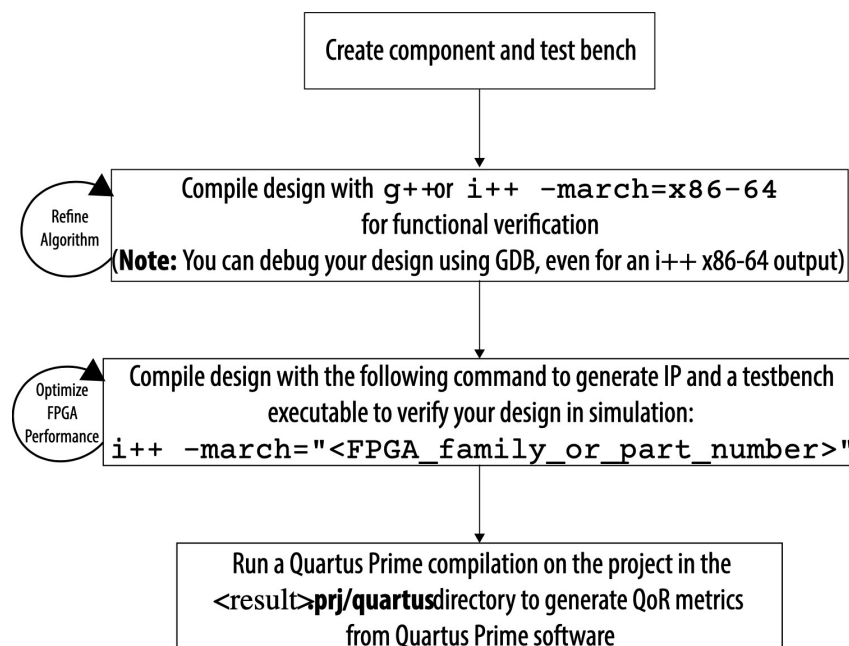 Create component and test bench
Refine
Algorithm
Compile design with g++or i++ -march=x86-64
for functional verification
(Note: You can debug your design using GDB, even for an i++ x86-64 output)
Optimize
FPGA
Performance
Compile design with the following command to generate IP and a testbench
executable to verify your design in simulation:
i++ -march="<FPGA_family_or_part_number>"
Run a Quartus Prime compilation on the project in the
<result>.prj/quartusdirectory to generate QoR metrics
from Quartus Prime software